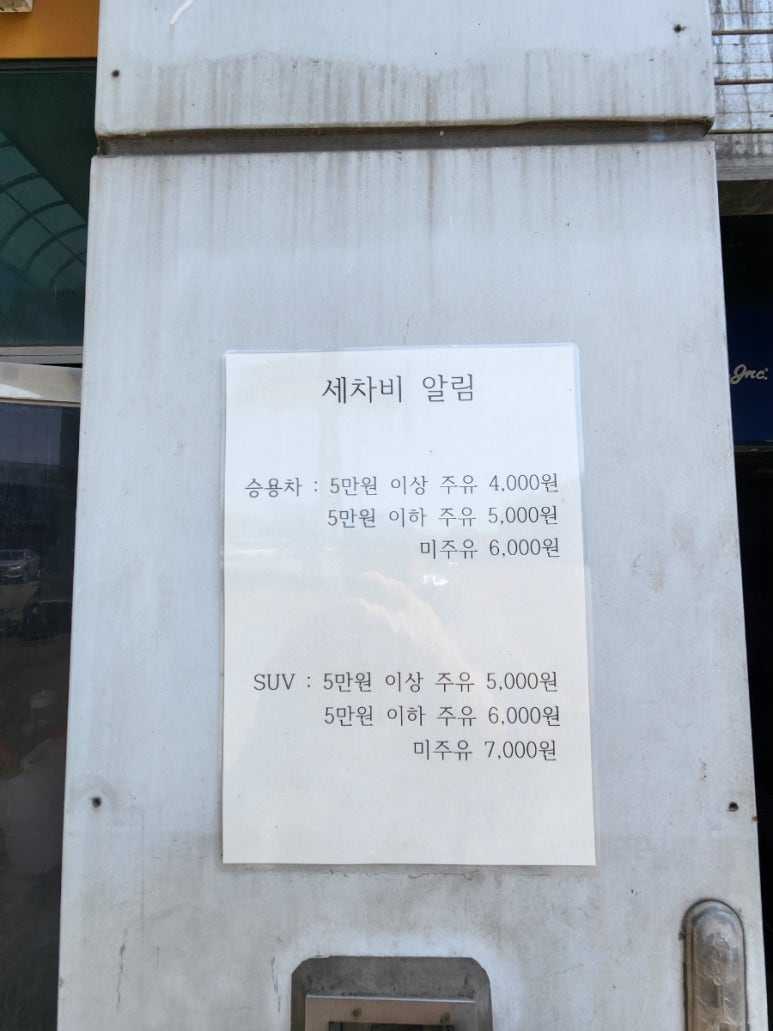 세차비 알림
승용차 : 5만원 이상 주유 4,000원
5만원 이하 주유 5,000원
미주유 6,000원
SUV : 5만원 이상 주유 5,000원
5만원 이하 주유 6,000원
미주유 7,000원
Inc.